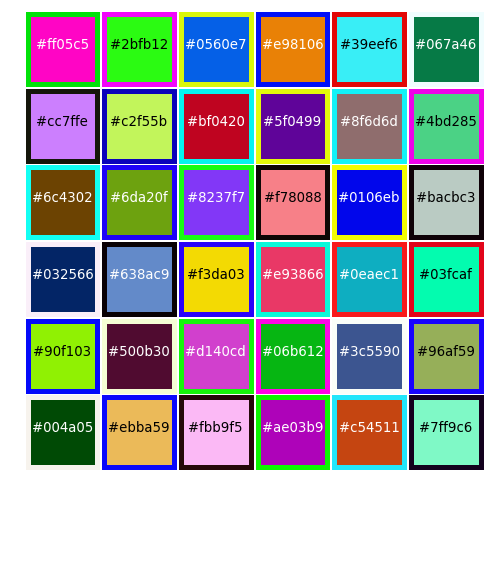 #ff05c5 #2bfb12 #0560e7 #e98106 #39eef6 #067a46
#cc7ffe #c2f55b #bf0420 #5f0499 #8f6d6d #4bd285
#6c4302 #6da20f #8237f7 #f78088 #0106eb #bacbc3
#032566 #638ac9 #f3da03 #e93866 #0eaec1 #03fcaf
#90f103 #500b30 #d140cd #06b612 #3c5590 #96af59
#004a05 #ebba59 #fbb9f5 #ae03b9 #c54511 #7ff9c6